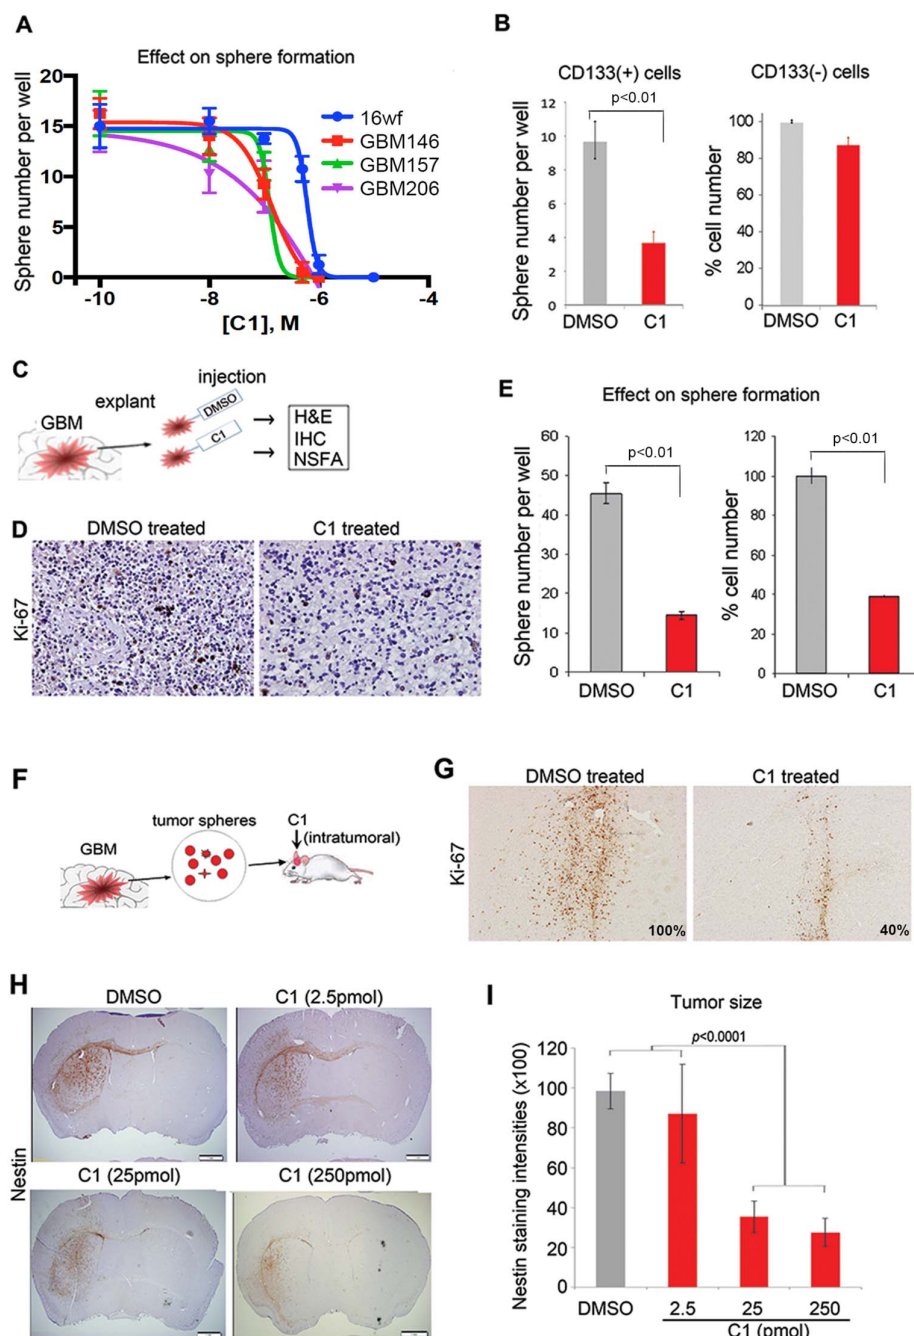 A
Effect on sphere formation
Sphere number per well
20
15
10
5
0
16wf
GBM146
GBM157
GBM206
-10
-8
-6
-4
[C1], M
B
CD133(+) cells
Sphere number per well
12
10
8
6
4
2
0
p<0.01
DMSO
C1
CD133(-) cells
% cell number
100
80
60
40
20
0
DMSO
C1
C
GBM
explant
injection
DMSO
C1
H&E
IHC
NSFA
D
DMSO treated
C1 treated
Ki-67
E
Effect on sphere formation
Sphere number per well
60
50
40
30
20
10
0
p<0.01
DMSO
C1
% cell number
120
100
80
60
40
20
0
p<0.01
DMSO
C1
F
GBM
tumor spheres
C1
(intratumoral)
G
DMSO treated
C1 treated
Ki-67
100%
40%
H
DMSO
C1 (2.5pmol)
Nestin
C1 (25pmol)
C1 (250pmol)
I
Tumor size
Nestin staining intensities (x100)
120
100
80
60
40
20
0
p<0.0001
DMSO
2.5
25
250
C1 (pmol)